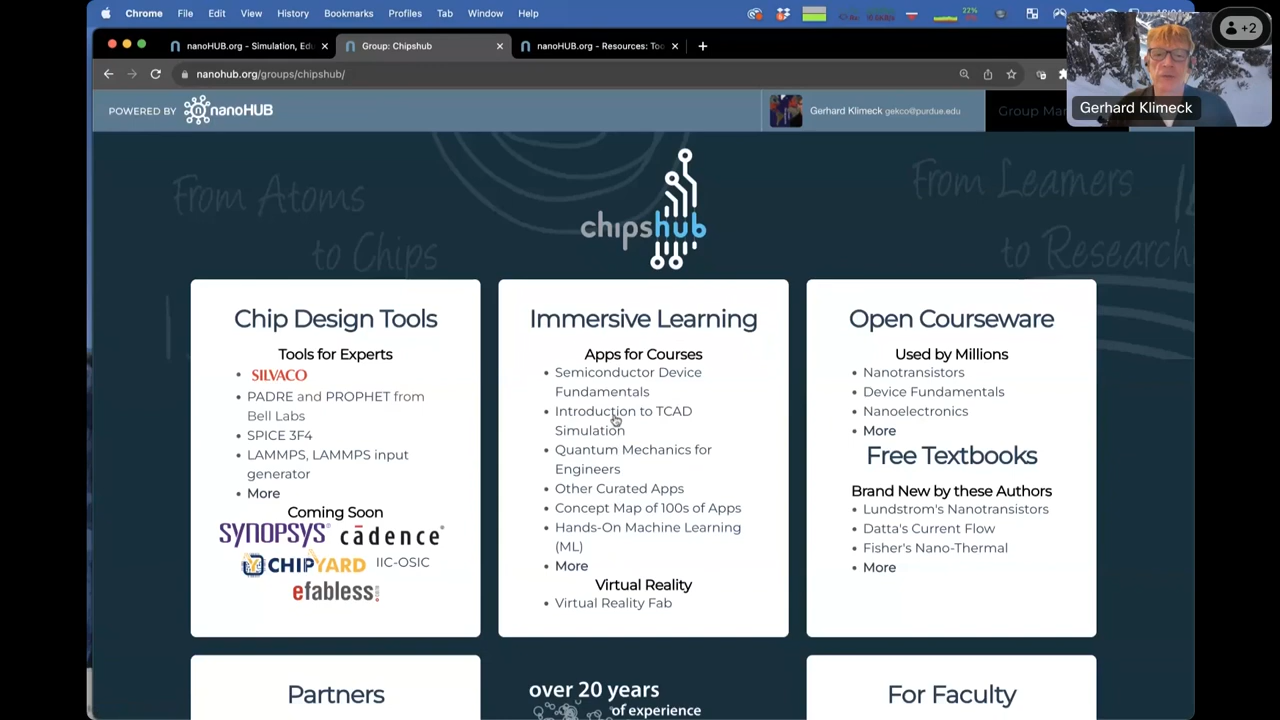 Chrome File Edit View History Bookmarks Profiles Tab Window Help
27%
nanoHUB.org - Simulation, Edu
Group: Chipshub
nanoHUB.org - Resources: Too
nanohub.org/groups/chipshub/
+2
Gerhard Klimeck
POWERED BY nanoHUB
Gerhard Klimeck gekco@purdue.edu
From Atoms
to Chips
chipshub
From Learners
to Research
Chip Design Tools
Tools for Experts
SILVACO
PADRE and PROPHET from
Bell Labs
SPICE 3F4
LAMMPS, LAMMPS input
generator
More
Coming Soon
SYNOPSYS cādence
CHIPYARD IIC-OSIC
efabless
Immersive Learning
Apps for Courses
Semiconductor Device
Fundamentals
Introduction to TCAD
Simulation
Quantum Mechanics for
Engineers
Other Curated Apps
Concept Map of 100s of Apps
Hands-On Machine Learning
(ML)
More
Virtual Reality
Virtual Reality Fab
Open Courseware
Used by Millions
Nanotransistors
Device Fundamentals
Nanoelectronics
More
Free Textbooks
Brand New by these Authors
Lundstrom's Nanotransistors
Datta's Current Flow
Fisher's Nano-Thermal
More
Partners
over 20 years
of experience
For Faculty